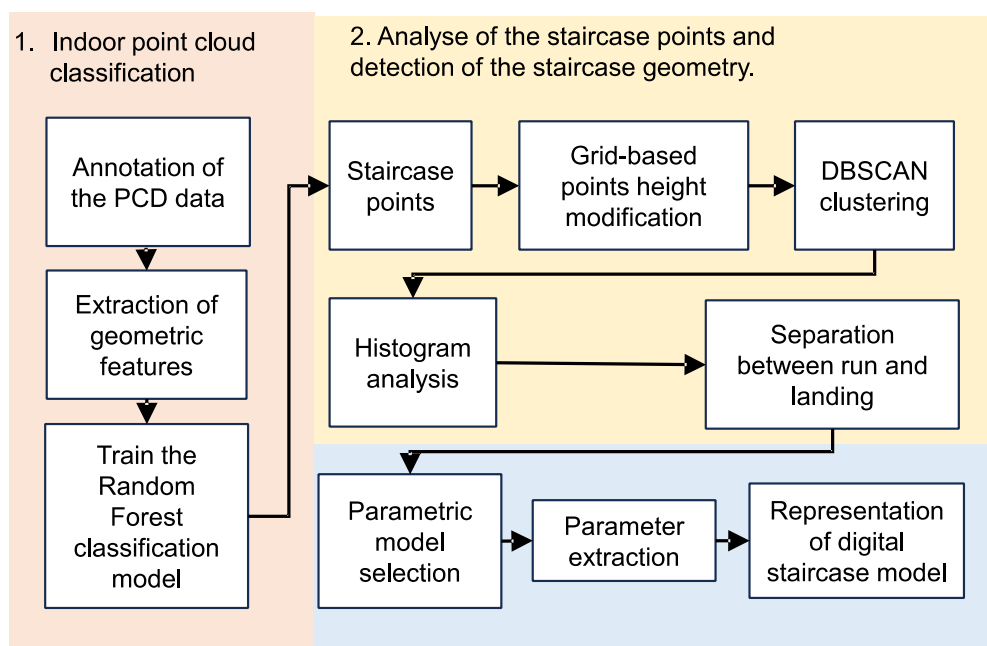 1. Indoor point cloud
classification
Annotation of
the PCD data
Extraction of
geometric
features
Train the
Random
Forest
classification
model
2. Analyse of the staircase points and
detection of the staircase geometry.
Staircase
points
Grid-based
points height
modification
DBSCAN
clustering
Histogram
analysis
Separation
between run and
landing
Parametric
model
selection
Parameter
extraction
Representation
of digital
staircase model